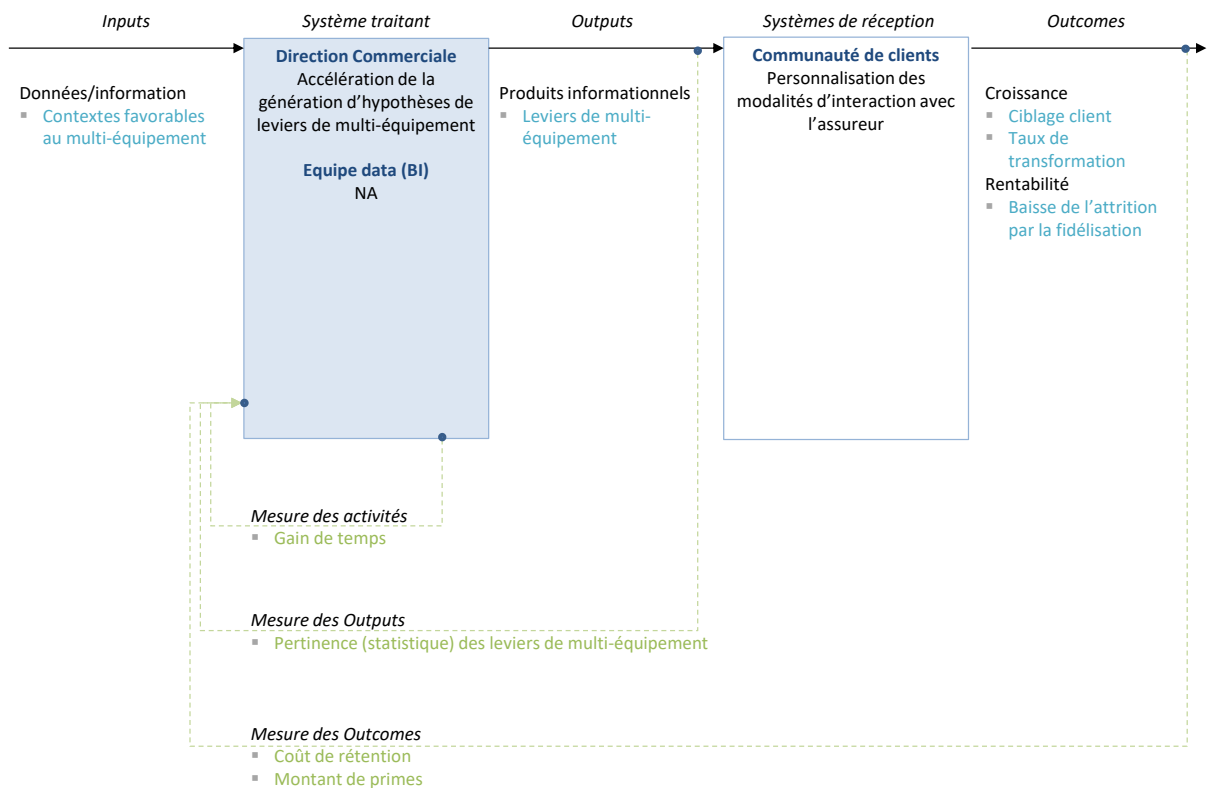 Inputs
Système traitant
Outputs
Systèmes de réception
Outcomes
Données/information
Contextes favorables
au multi-équipement
Direction Commerciale
Accélération de la
génération d’hypothèses de
leviers de multi-équipement
Equipe data (BI)
NA
Produits informationnels
Leviers de multi-
équipement
Communauté de clients
Personnalisation des
modalités d’interaction avec
l’assureur
Croissance
Ciblage client
Taux de
transformation
Rentabilité
Baisse de l’attrition
par la fidélisation
Mesure des activités
Gain de temps
Mesure des Outputs
Pertinence (statistique) des leviers de multi-équipement
Mesure des Outcomes
Coût de rétention
Montant de primes